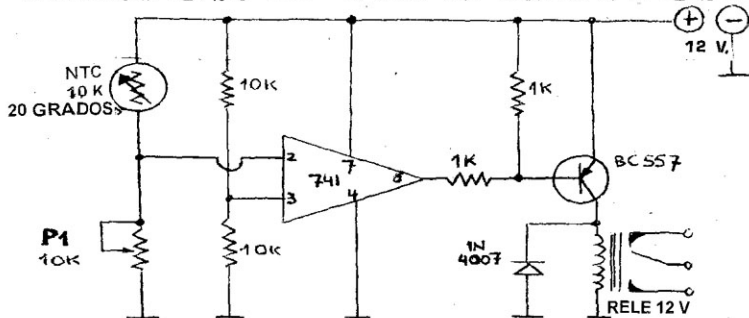 12 V.
NTC
10 K
20 GRADOS
10K
1K
2
3
741
7
4
6
1K
BC557
P1
10K
10K
1N
4007
RELE 12 V